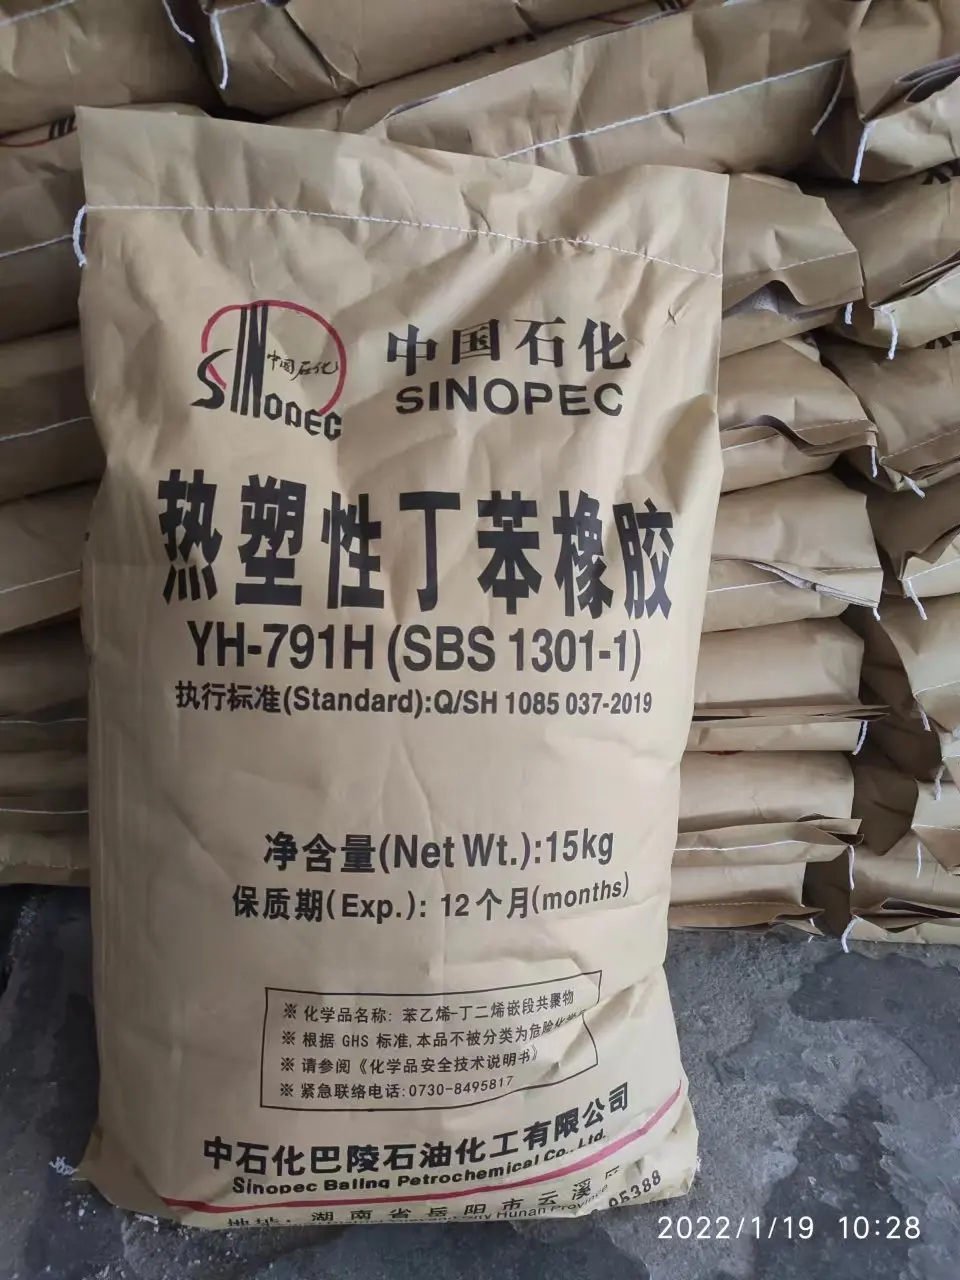 中国石化
SINOPEC
中国石化
SINOPEC
热塑性丁苯橡胶
YH-791H (SBS 1301-1)
执行标准(Standard):Q/SH 1085 037-2019
净含量(Net Wt.):15kg
保质期(Exp.): 12个月(months)
※ 化学品名称: 苯乙烯-丁二烯嵌段共聚物
※ 根据 GHS 标准,本品不被分类为危险化学
※ 请参阅《化学品安全技术说明书》
※ 紧急联络电话:0730-8495817
中石化巴陵石油化工有限公司
Sinopec Baling Petrochemical Co., Ltd.
地址: 湖南省岳阳市云溪
Hunan Province
95388
2022/1/19 10:28